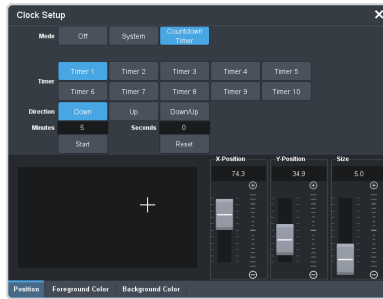 Clock Setup
Mode Off System Countdown Timer
Timer 1 Timer 2 Timer 3 Timer 4 Timer 5
Timer
Timer 6 Timer 7 Timer 8 Timer 9 Timer 10
Direction Down Up Down/Up
Minutes 5 Seconds 0
Start Reset
X-Position Y-Position Size
74.3 34.9 5.0
Position Foreground Color Background Color